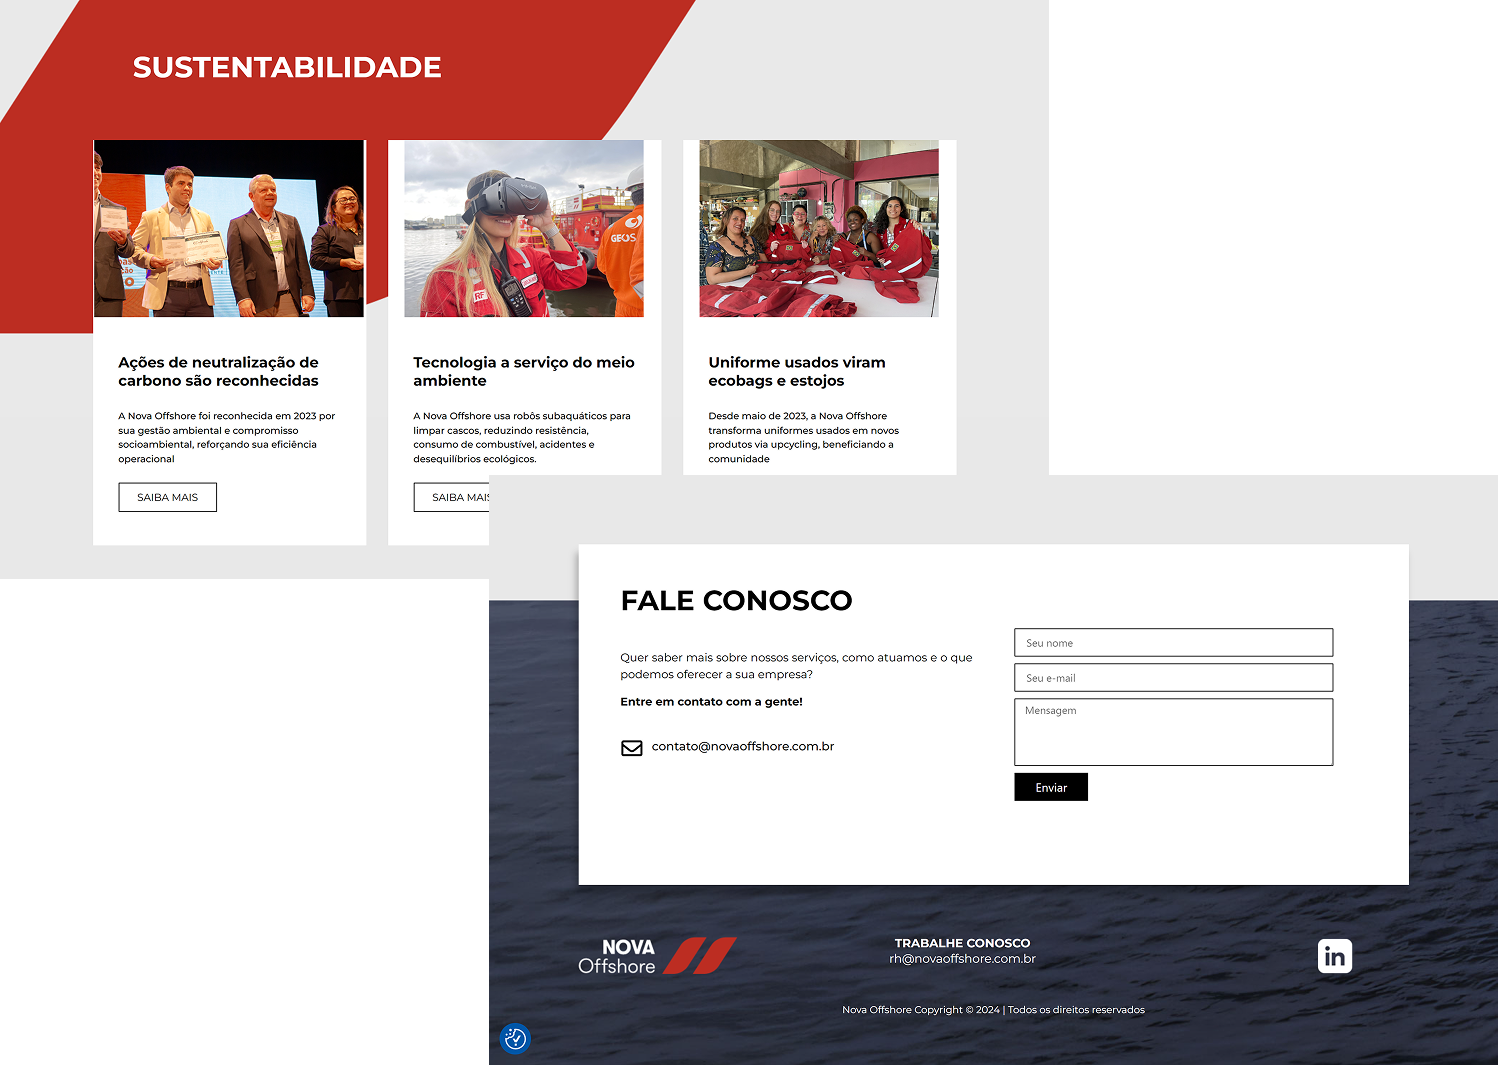 SUSTENTABILIDADE
GEOS
RF
Ações de neutralização de
carbono são reconhecidas
A Nova Offshore foi reconhecida em 2023 por
sua gestão ambiental e compromisso
socioambiental, reforçando sua eficiência
operacional
SAIBA MAIS
Tecnologia a serviço do meio
ambiente
A Nova Offshore usa robôs subaquáticos para
limpar cascos, reduzindo resistência,
consumo de combustível, acidentes e
desequilíbrios ecológicos.
SAIBA MAIS
Uniforme usados viram
ecobags e estojos
Desde maio de 2023, a Nova Offshore
transforma uniformes usados em novos
produtos via upcycling, beneficiando a
comunidade
FALE CONOSCO
Quer saber mais sobre nossos serviços, como atuamos e o que
podemos oferecer a sua empresa?
Entre em contato com a gente!
contato@novaoffshore.com.br
Seu nome
Seu e-mail
Mensagem
Enviar
NOVA
Offshore
TRABALHE CONOSCO
rh@novaoffshore.com.br
in
Nova Offshore Copyright © 2024 | Todos os direitos reservados